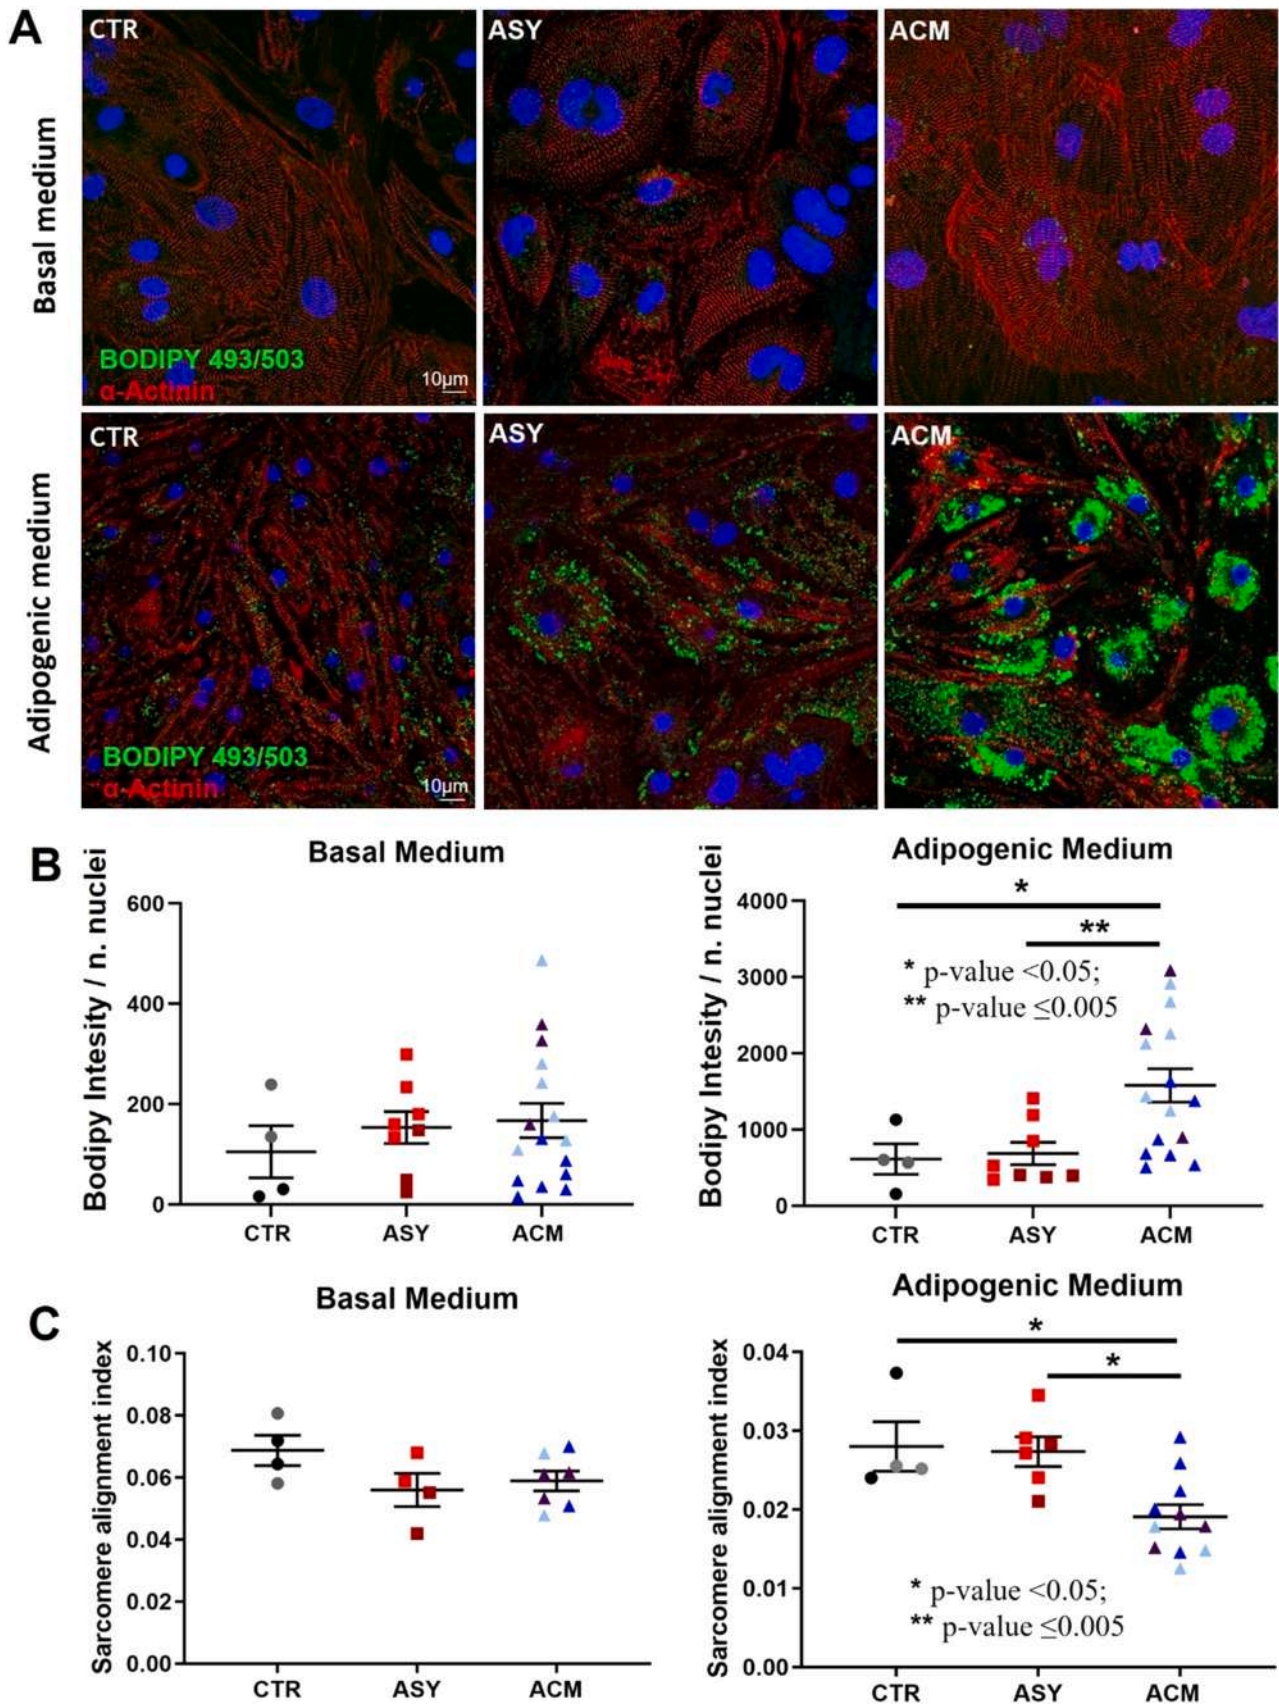 A
CTR
ASY
ACM
Basal medium
BODIPY 493/503
α-Actinin
10µm
CTR
ASY
ACM
Adipogenic medium
BODIPY 493/503
α-Actinin
10µm
B
Basal Medium
Bodipy Intesity / n. nuclei
600
400
200
0
CTR
ASY
ACM
Adipogenic Medium
Bodipy Intesity / n. nuclei
4000
3000
2000
1000
0
*
**
* p-value <0.05;
** p-value ≤0.005
CTR
ASY
ACM
C
Basal Medium
Sarcomere alignment index
0.10
0.08
0.06
0.04
0.02
0.00
CTR
ASY
ACM
Adipogenic Medium
Sarcomere alignment index
0.04
0.03
0.02
0.01
0.00
*
*
* p-value <0.05;
** p-value ≤0.005
CTR
ASY
ACM